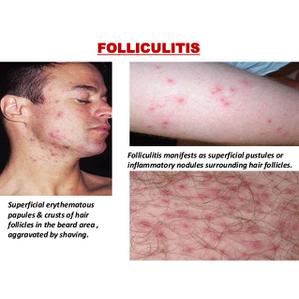 FOLLICULITIS
Folliculitis manifests as superficial pustules or
inflammatory nodules surrounding hair follicles.
Superficial erythematous
papules & crusts of hair
follicles in the beard area ,
aggravated by shaving.